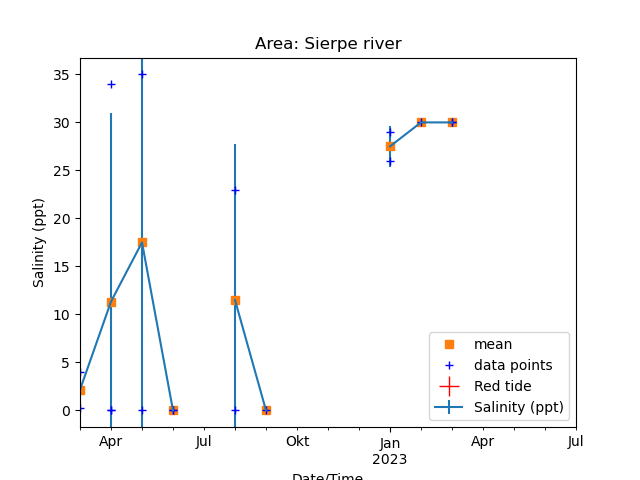 Area: Sierpe river
Salinity (ppt)
35
30
25
20
15
10
5
0
mean
data points
Red tide
Salinity (ppt)
Apr
Jul
Okt
Jan
2023
Apr
Jul
Date/Time